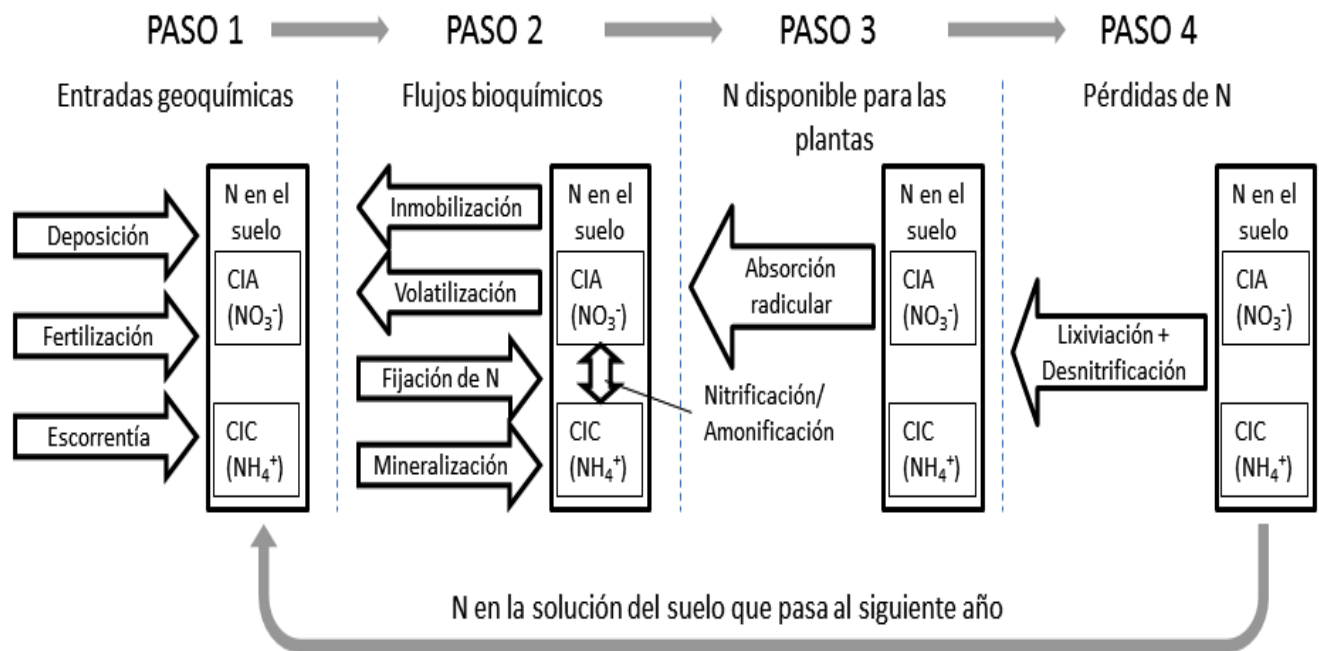 PASO 1
PASO 2
PASO 3
PASO 4
Entradas geoquímicas
Flujos bioquímicos
N disponible para las
plantas
Pérdidas de N
Deposición
Fertilización
Escorrentía
N en el
suelo
CIA
(NO₃⁻)
CIC
(NH₄⁺)
Inmobilización
Volatilización
Fijación de N
Mineralización
N en el
suelo
CIA
(NO₃⁻)
CIC
(NH₄⁺)
Nitrificación/
Amonificación
Absorción
radicular
N en el
suelo
CIA
(NO₃⁻)
CIC
(NH₄⁺)
Lixiviación +
Desnitrificación
N en el
suelo
CIA
(NO₃⁻)
CIC
(NH₄⁺)
N en la solución del suelo que pasa al siguiente año